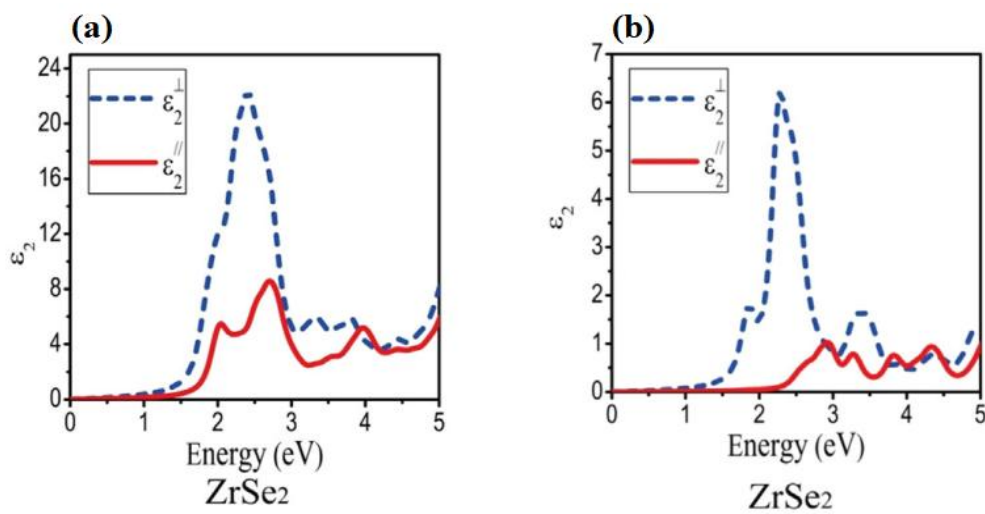 (a)
24
20
16
12
8
4
0
ε₂
ε₂⊥
ε₂//
0 1 2 3 4 5
Energy (eV)
ZrSe₂
(b)
7
6
5
4
3
2
1
0
ε₂
ε₂⊥
ε₂//
0 1 2 3 4 5
Energy (eV)
ZrSe₂